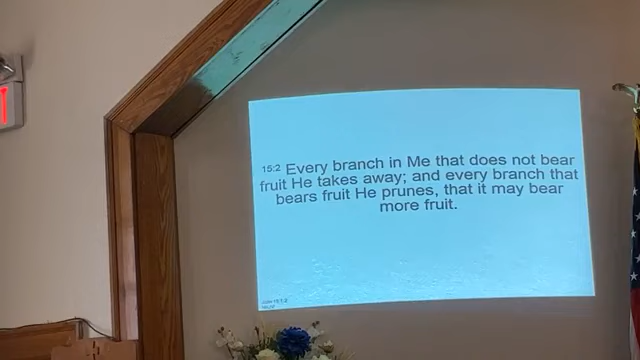 15:2 Every branch in Me that does not bear
fruit He takes away; and every branch that
bears fruit He prunes, that it may bear
more fruit.